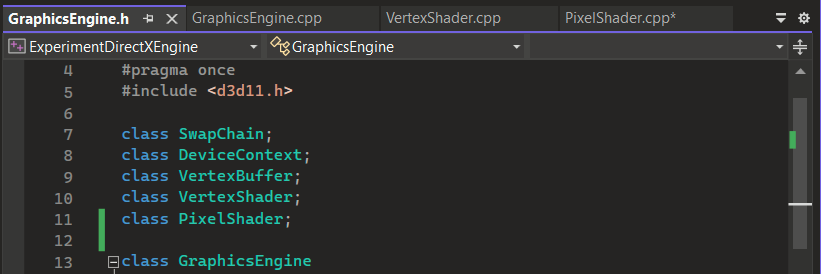 GraphicsEngine.h GraphicsEngine.cpp VertexShader.cpp PixelShader.cpp*
ExperimentDirectXEngine GraphicsEngine
4 #pragma once
5 #include <d3d11.h>
6
7 class SwapChain;
8 class DeviceContext;
9 class VertexBuffer;
10 class VertexShader;
11 class PixelShader;
12
13 class GraphicsEngine